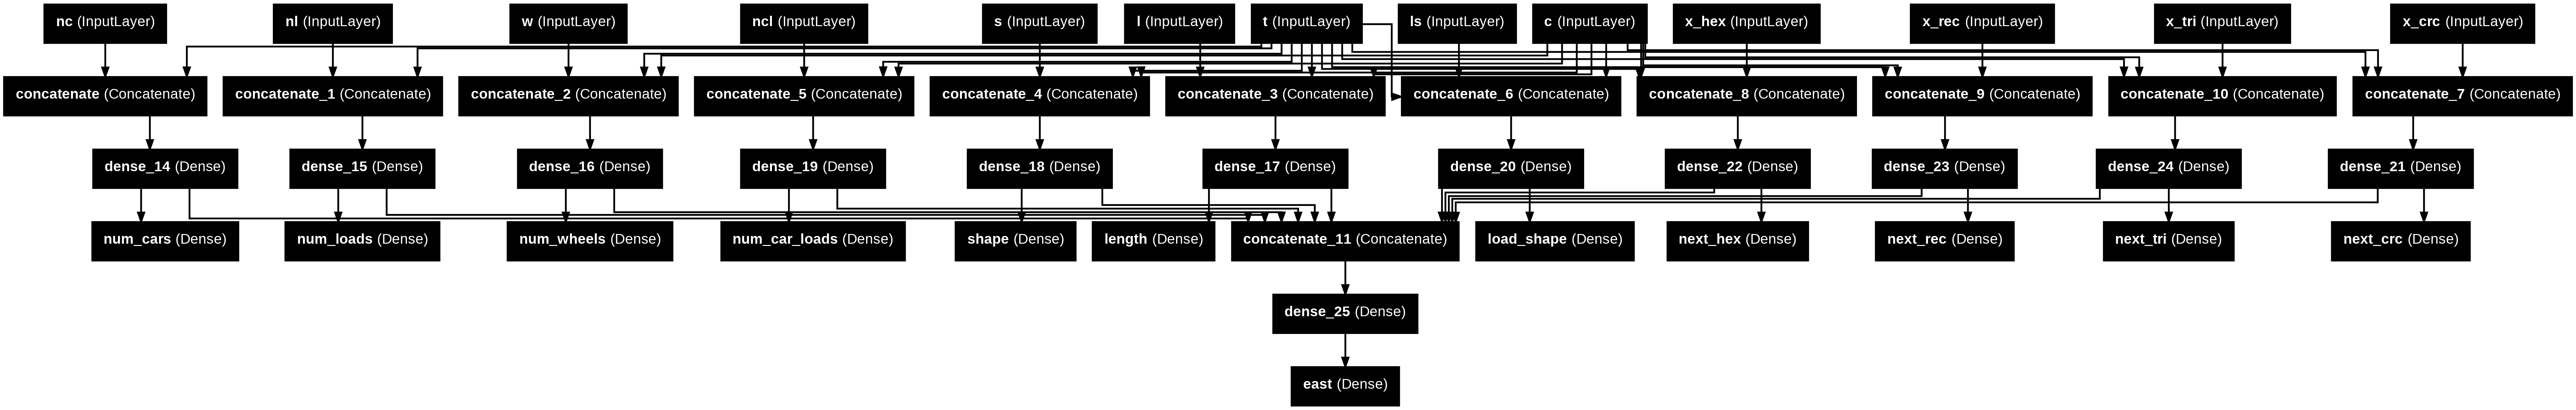 nc (InputLayer)
nl (InputLayer)
w (InputLayer)
ncl (InputLayer)
s (InputLayer)
l (InputLayer)
t (InputLayer)
ls (InputLayer)
c (InputLayer)
x_hex (InputLayer)
x_rec (InputLayer)
x_tri (InputLayer)
x_crc (InputLayer)
concatenate (Concatenate)
concatenate_1 (Concatenate)
concatenate_2 (Concatenate)
concatenate_5 (Concatenate)
concatenate_4 (Concatenate)
concatenate_3 (Concatenate)
concatenate_6 (Concatenate)
concatenate_8 (Concatenate)
concatenate_9 (Concatenate)
concatenate_10 (Concatenate)
concatenate_7 (Concatenate)
dense_14 (Dense)
dense_15 (Dense)
dense_16 (Dense)
dense_19 (Dense)
dense_18 (Dense)
dense_17 (Dense)
dense_20 (Dense)
dense_22 (Dense)
dense_23 (Dense)
dense_24 (Dense)
dense_21 (Dense)
num_cars (Dense)
num_loads (Dense)
num_wheels (Dense)
num_car_loads (Dense)
shape (Dense)
length (Dense)
concatenate_11 (Concatenate)
load_shape (Dense)
next_hex (Dense)
next_rec (Dense)
next_tri (Dense)
next_crc (Dense)
dense_25 (Dense)
east (Dense)